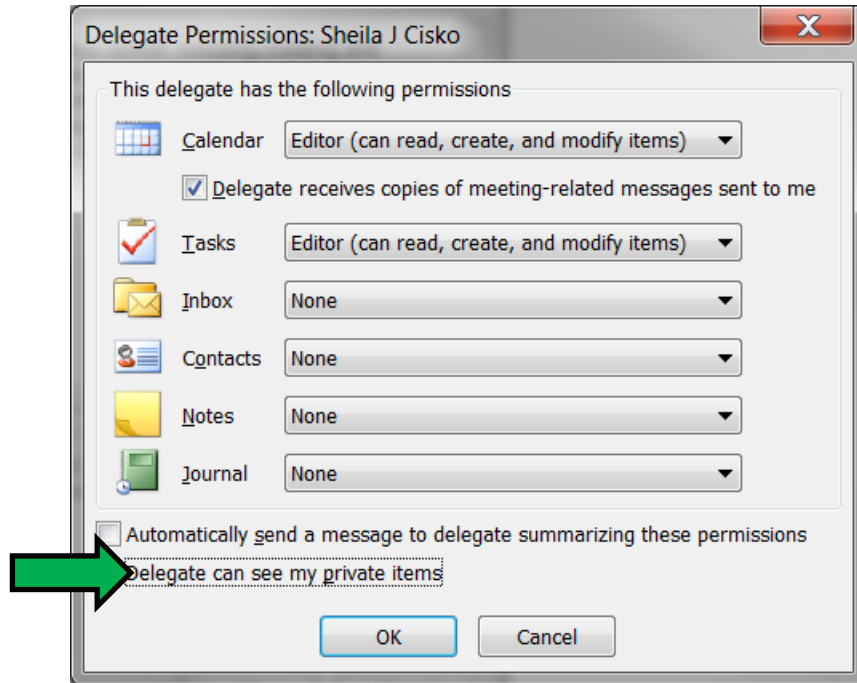 Delegate Permissions: Sheila J Cisko
This delegate has the following permissions
Calendar Editor (can read, create, and modify items)
Delegate receives copies of meeting-related messages sent to me
Tasks Editor (can read, create, and modify items)
Inbox None
Contacts None
Notes None
Journal None
Automatically send a message to delegate summarizing these permissions
Delegate can see my private items
OK Cancel